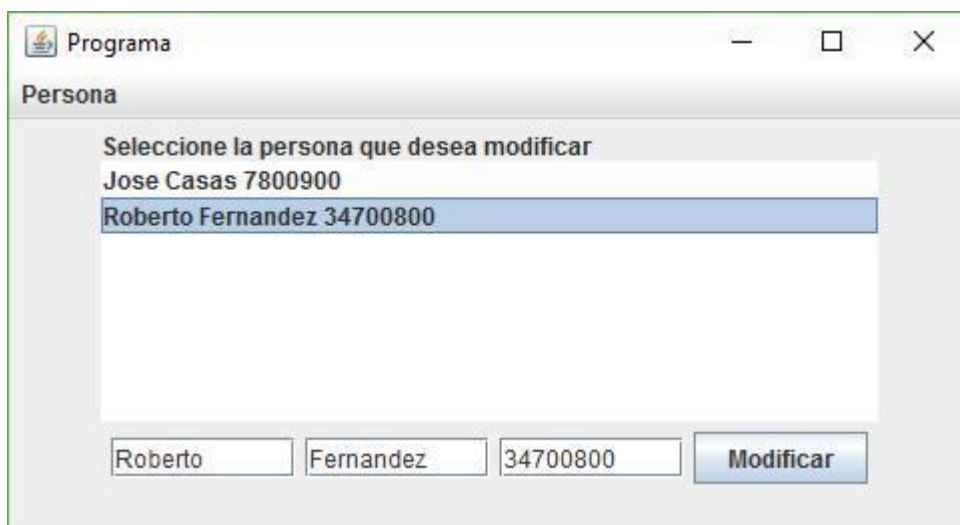 Programa
Persona
Seleccione la persona que desea modificar
Jose Casas 7800900
Roberto Fernandez 34700800
Roberto Fernandez 34700800 Modificar